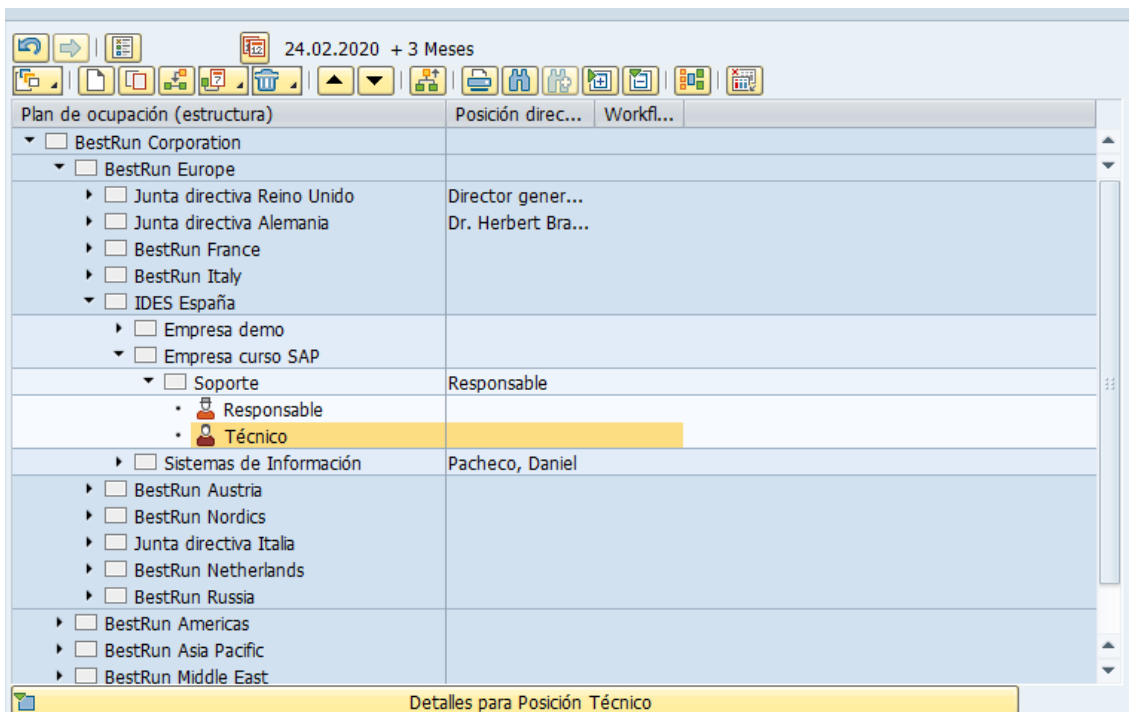 24.02.2020 + 3 Meses
Plan de ocupación (estructura) Posición direc... Workfl...
BestRun Corporation
BestRun Europe
Junta directiva Reino Unido Director gener...
Junta directiva Alemania Dr. Herbert Bra...
BestRun France
BestRun Italy
IDES España
Empresa demo
Empresa curso SAP
Soporte Responsable
Responsable
Técnico
Sistemas de Información Pacheco, Daniel
BestRun Austria
BestRun Nordics
Junta directiva Italia
BestRun Netherlands
BestRun Russia
BestRun Americas
BestRun Asia Pacific
BestRun Middle East
Detalles para Posición Técnico